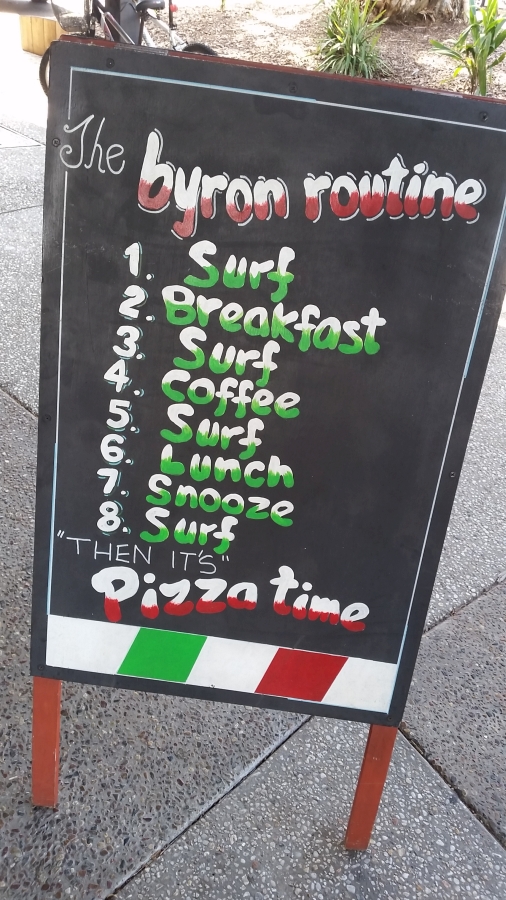 The byron routine
1. Surf
2. Breakfast
3. Surf
4. Coffee
5. Surf
6. Lunch
7. Snooze
8. Surf
"THEN IT'S"
Pizza time